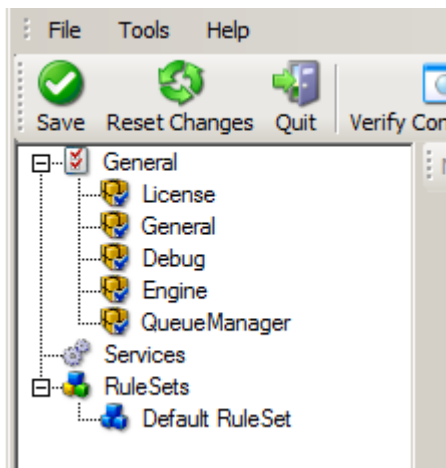 File Tools Help
Save Reset Changes Quit Verify Con
General
License
General
Debug
Engine
QueueManager
Services
RuleSets
Default RuleSet